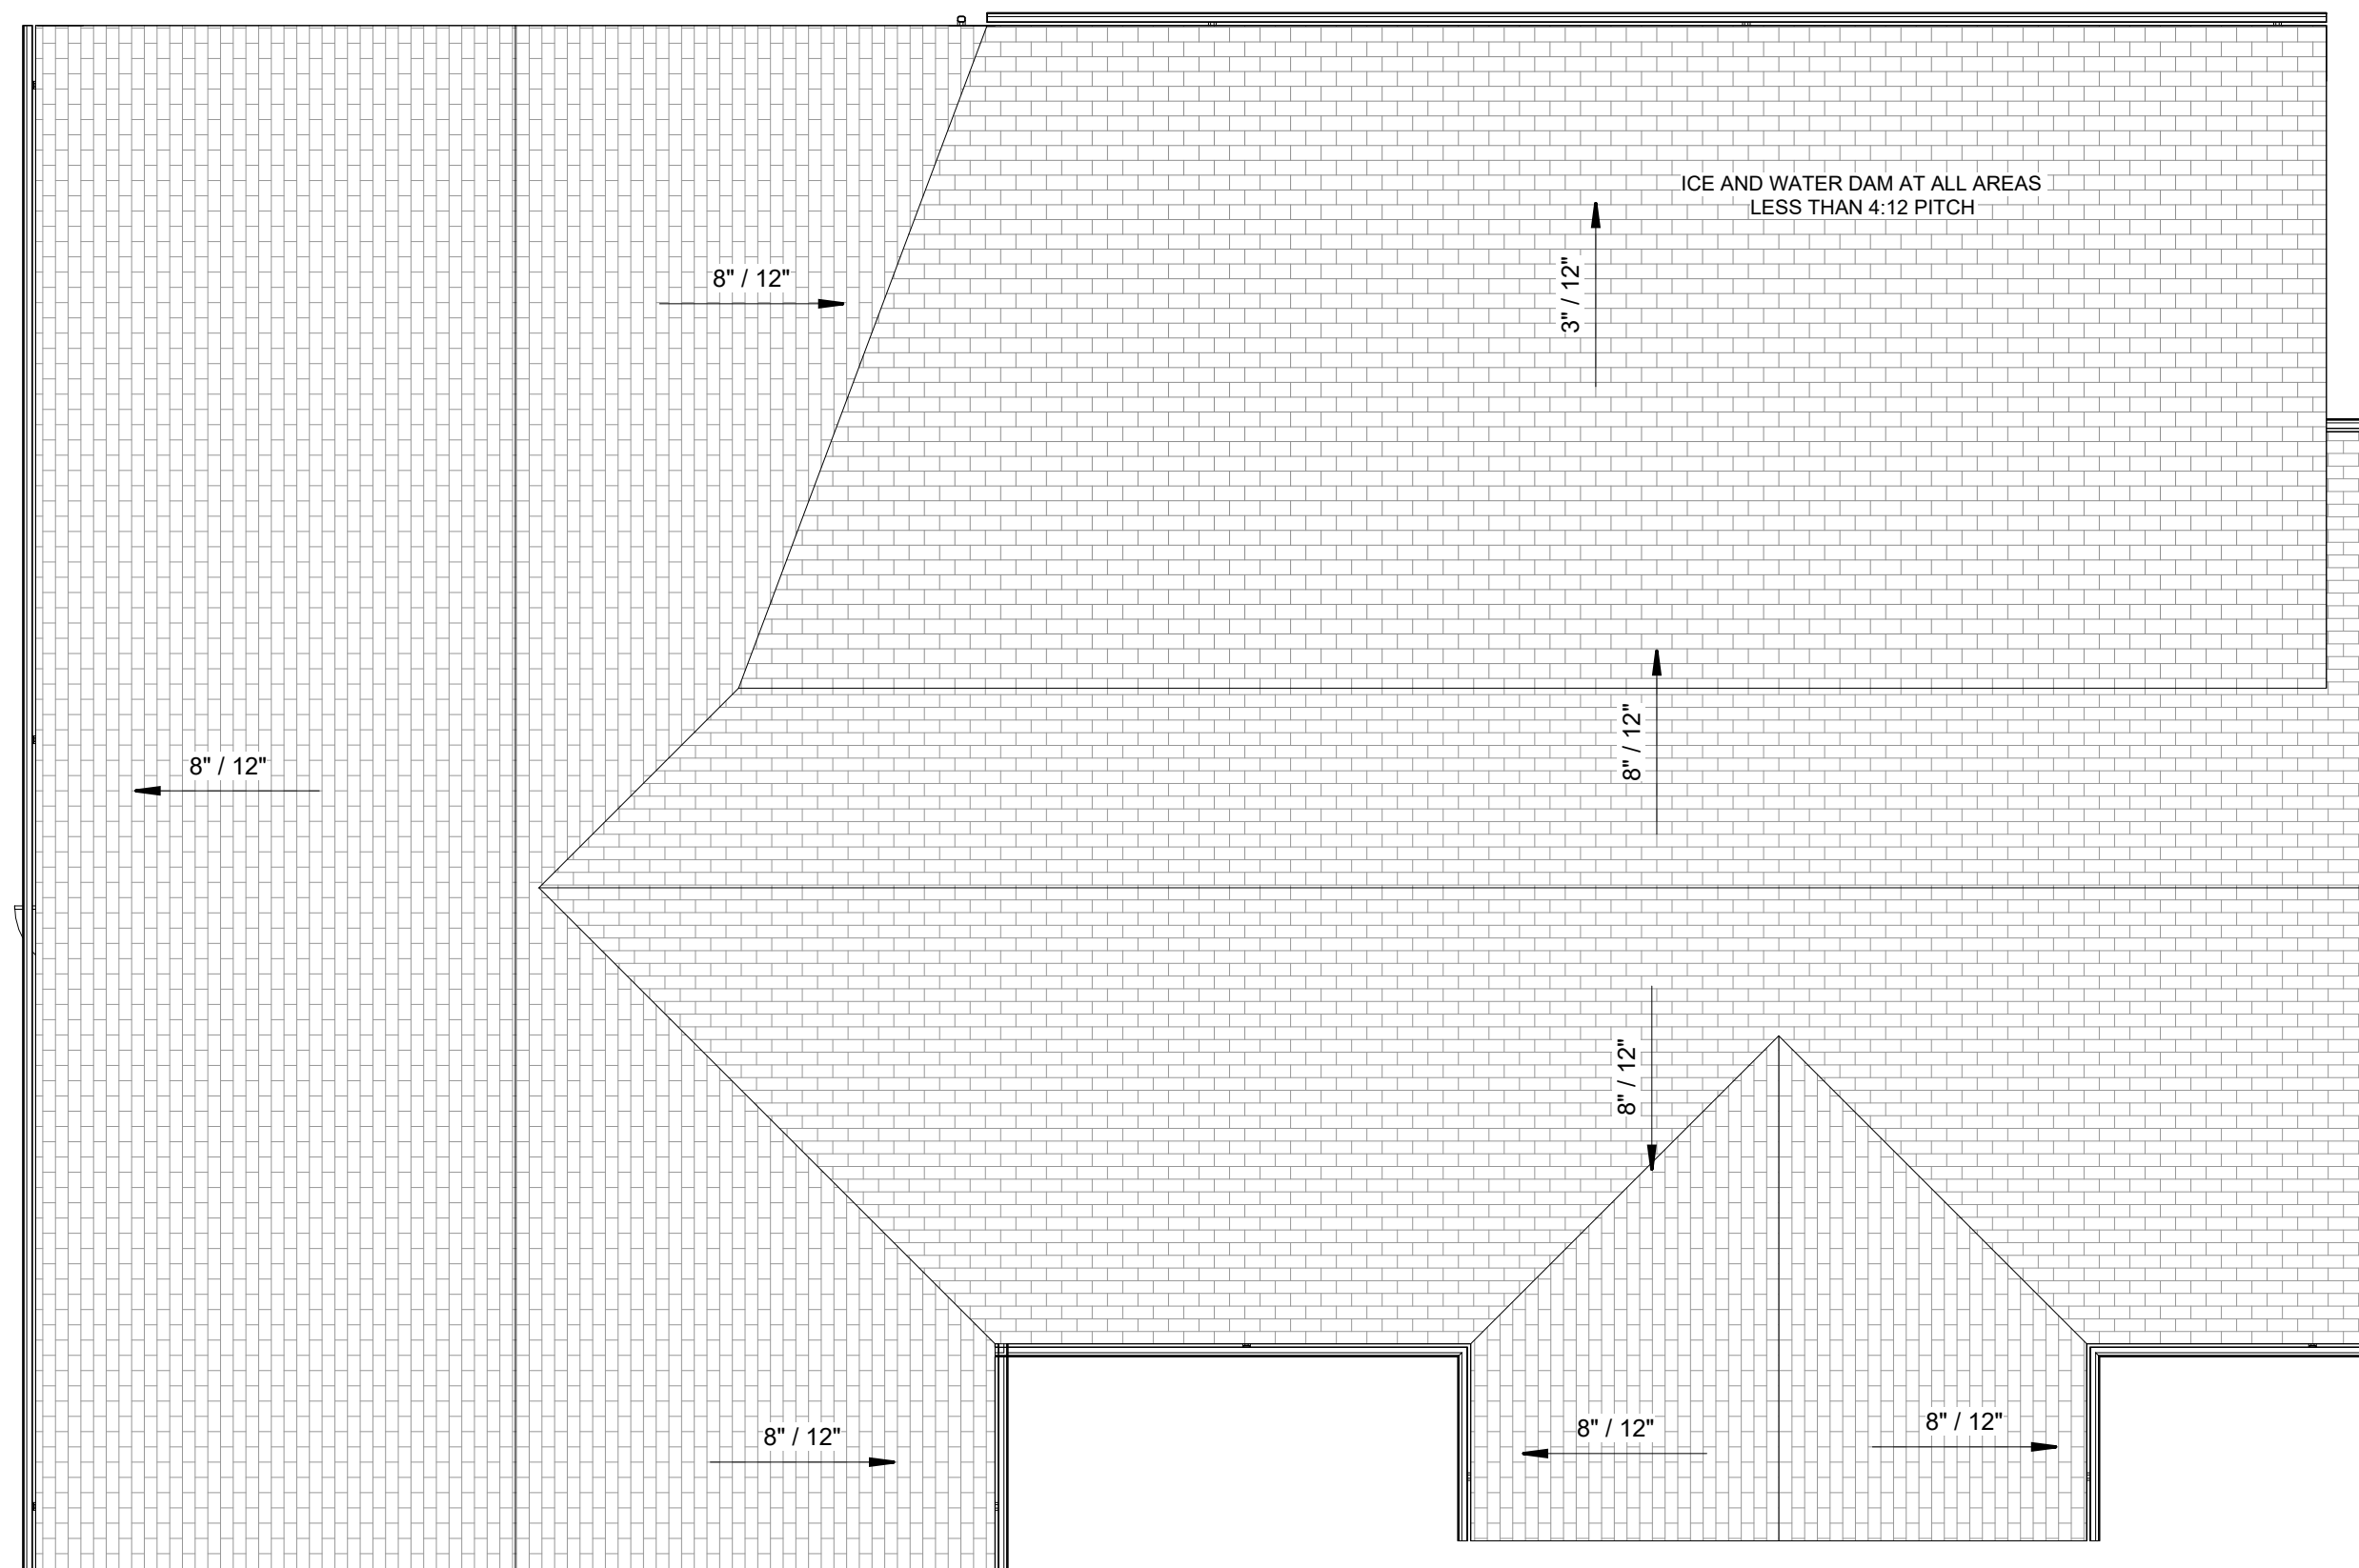 ICE AND WATER DAM AT ALL AREAS
LESS THAN 4:12 PITCH
8" / 12"
3" / 12"
8" / 12"
8" / 12"
8" / 12"
8" / 12"
8" / 12"
8" / 12"